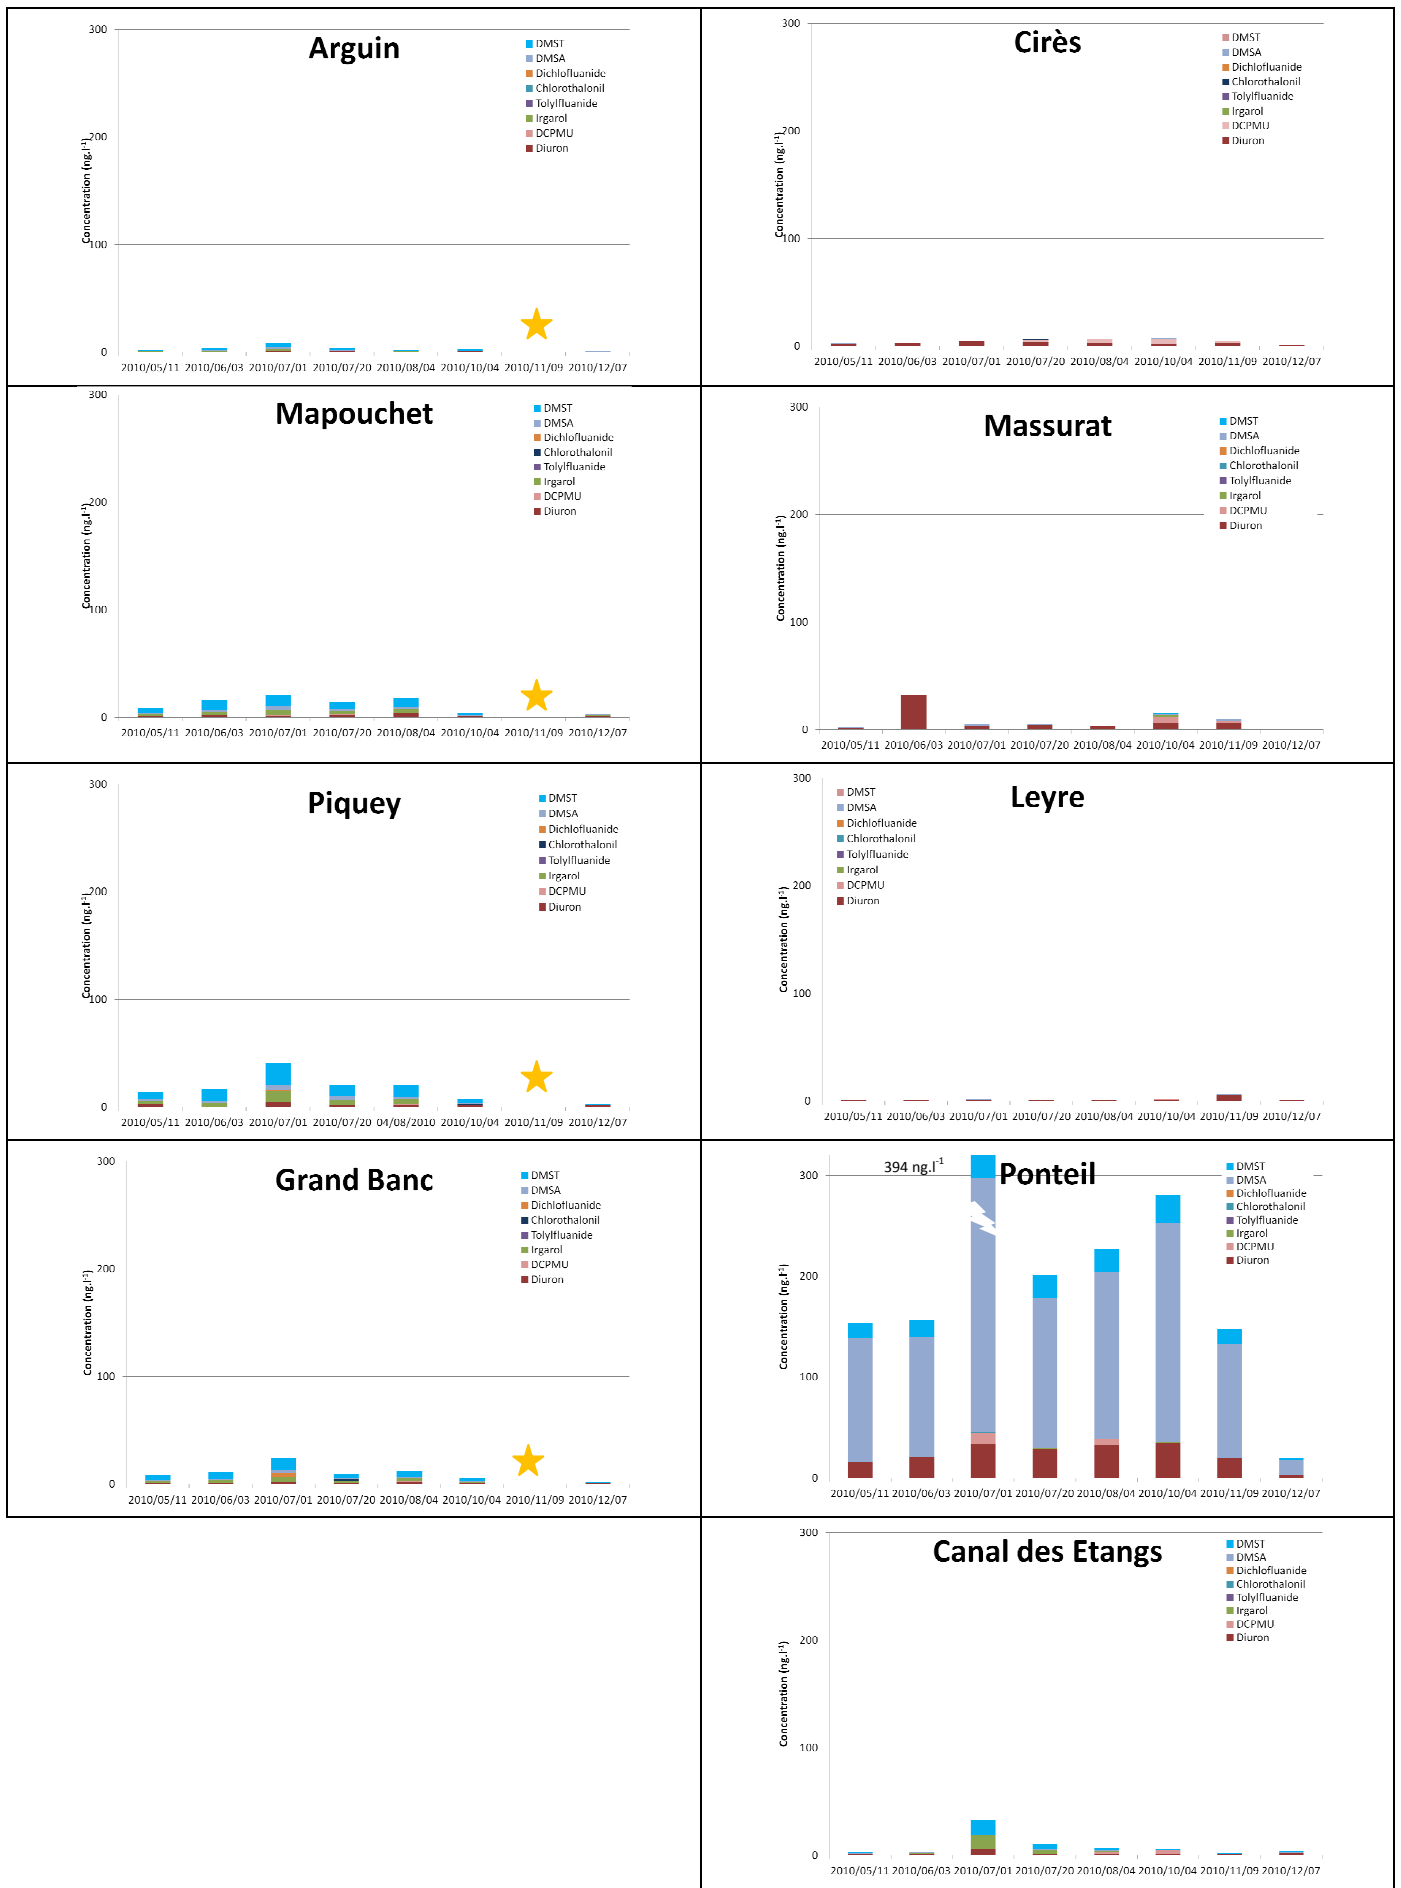 Arguin
300
200
100
0
Concentration (ng.l-1)
DMST
DMSA
Dichlofluanide
Chlorothalonil
Tolylfluanide
Irgarol
DCPMU
Diuron
2010/05/11 2010/06/03 2010/07/01 2010/07/20 2010/08/04 2010/10/04 2010/11/09 2010/12/07
Cirès
300
200
100
0
Concentration (ng.l-1)
DMST
DMSA
Dichlofluanide
Chlorothalonil
Tolylfluanide
Irgarol
DCPMU
Diuron
2010/05/11 2010/06/03 2010/07/01 2010/07/20 2010/08/04 2010/10/04 2010/11/09 2010/12/07
Mapouchet
300
200
100
0
Concentration (ng.l-1)
DMST
DMSA
Dichlofluanide
Chlorothalonil
Tolylfluanide
Irgarol
DCPMU
Diuron
2010/05/11 2010/06/03 2010/07/01 2010/07/20 2010/08/04 2010/10/04 2010/11/09 2010/12/07
Massurat
300
200
100
0
Concentration (ng.l-1)
DMST
DMSA
Dichlofluanide
Chlorothalonil
Tolylfluanide
Irgarol
DCPMU
Diuron
2010/05/11 2010/06/03 2010/07/01 2010/07/20 2010/08/04 2010/10/04 2010/11/09 2010/12/07
Piquey
300
200
100
0
Concentration (ng.l-1)
DMST
DMSA
Dichlofluanide
Chlorothalonil
Tolylfluanide
Irgarol
DCPMU
Diuron
2010/05/11 2010/06/03 2010/07/01 2010/07/20 04/08/2010 2010/10/04 2010/11/09 2010/12/07
Leyre
300
200
100
0
Concentration (ng.l-1)
DMST
DMSA
Dichlofluanide
Chlorothalonil
Tolylfluanide
Irgarol
DCPMU
Diuron
2010/05/11 2010/06/03 2010/07/01 2010/07/20 2010/08/04 2010/10/04 2010/11/09 2010/12/07
Grand Banc
300
200
100
0
Concentration (ng.l-1)
DMST
DMSA
Dichlofluanide
Chlorothalonil
Tolylfluanide
Irgarol
DCPMU
Diuron
2010/05/11 2010/06/03 2010/07/01 2010/07/20 2010/08/04 2010/10/04 2010/11/09 2010/12/07
394 ng.l-1
Ponteil
300
200
100
0
Concentration (ng.l-1)
DMST
DMSA
Dichlofluanide
Chlorothalonil
Tolylfluanide
Irgarol
DCPMU
Diuron
2010/05/11 2010/06/03 2010/07/01 2010/07/20 2010/08/04 2010/10/04 2010/11/09 2010/12/07
Canal des Etangs
300
200
100
0
Concentration (ng.l-1)
DMST
DMSA
Dichlofluanide
Chlorothalonil
Tolylfluanide
Irgarol
DCPMU
Diuron
2010/05/11 2010/06/03 2010/07/01 2010/07/20 2010/08/04 2010/10/04 2010/11/09 2010/12/07